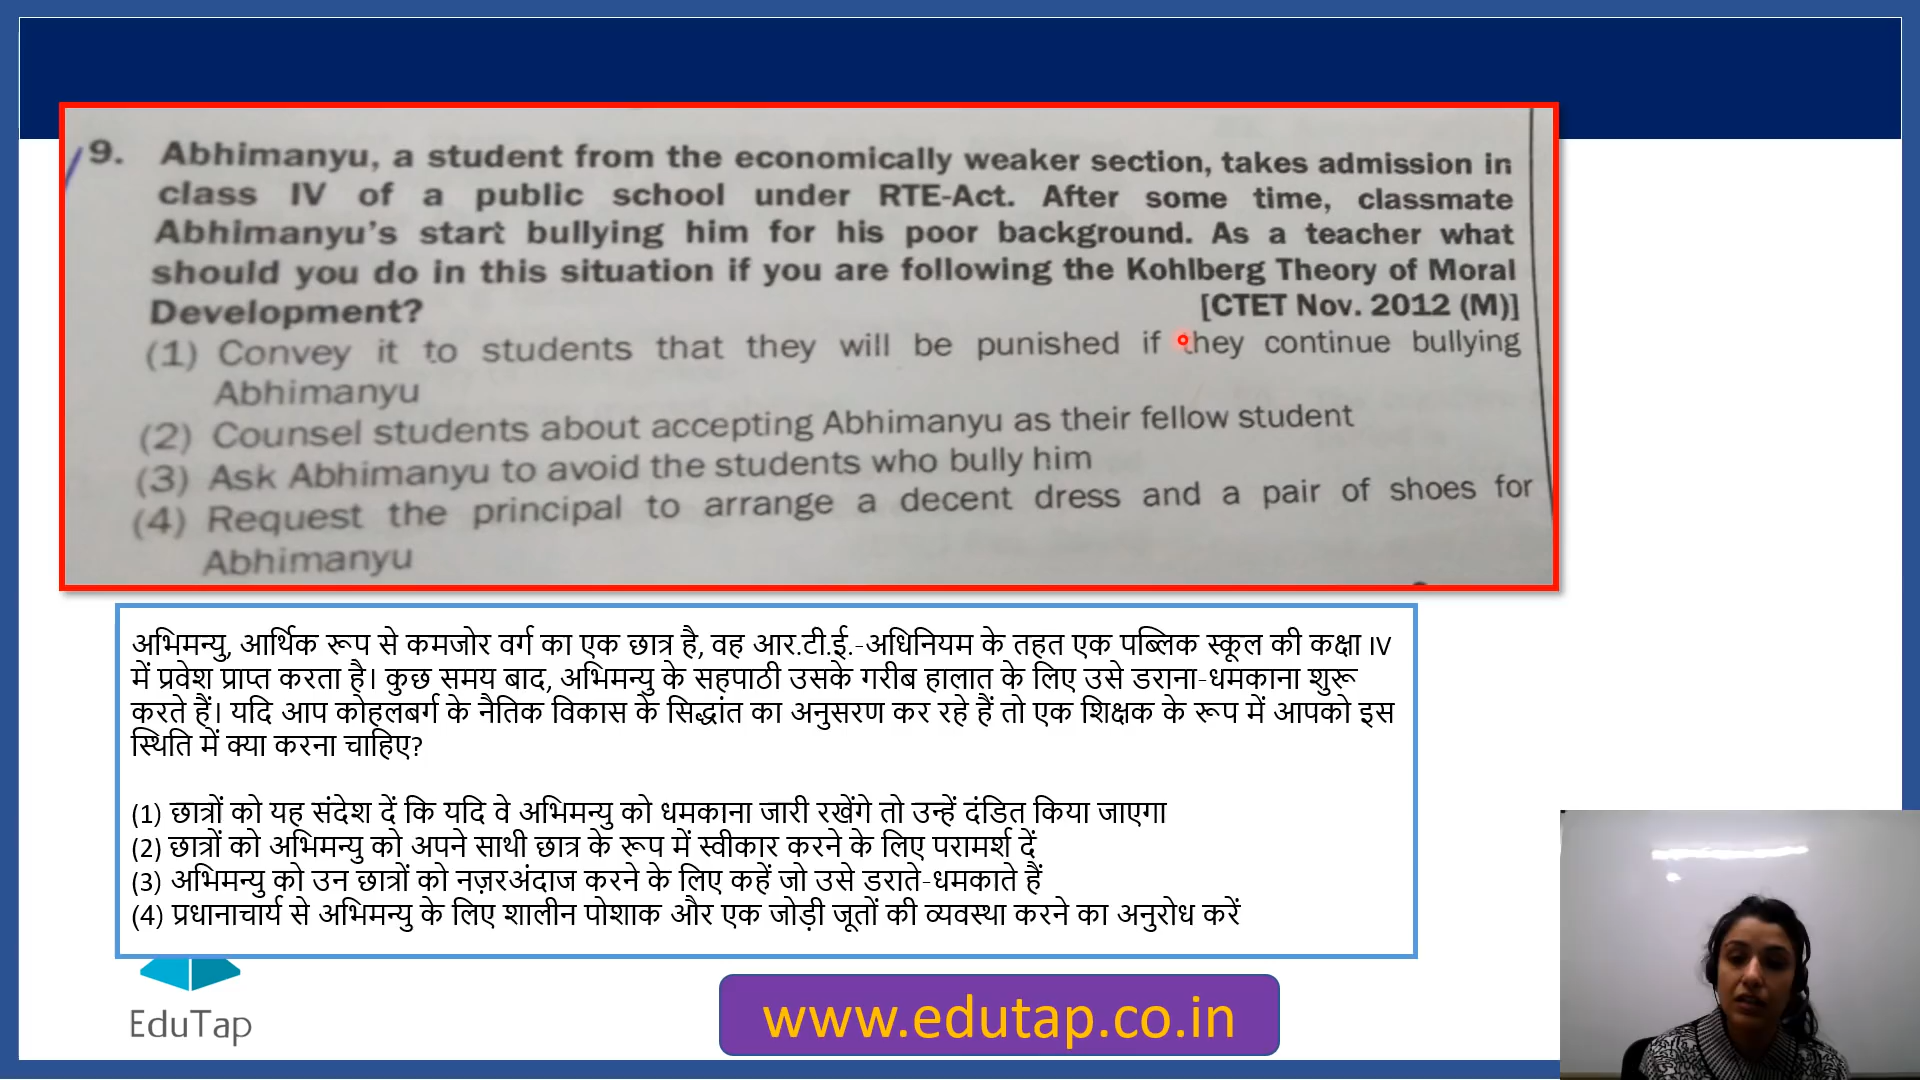 9. Abhimanyu, a student from the economically weaker section, takes admission in
class IV of a public school under RTE-Act. After some time, classmate
Abhimanyu's start bullying him for his poor background. As a teacher what
should you do in this situation if you are following the Kohlberg Theory of Moral
Development? [CTET Nov. 2012 (M)]
(1) Convey it to students that they will be punished if they continue bullying
Abhimanyu
(2) Counsel students about accepting Abhimanyu as their fellow student
(3) Ask Abhimanyu to avoid the students who bully him
(4) Request the principal to arrange a decent dress and a pair of shoes for
Abhimanyu
अभिमन्यु, आर्थिक रूप से कमजोर वर्ग का एक छात्र है, वह आर.टी.ई.-अधिनियम के तहत एक पब्लिक स्कूल की कक्षा IV
में प्रवेश प्राप्त करता है। कुछ समय बाद, अभिमन्यु के सहपाठी उसके गरीब हालात के लिए उसे डराना-धमकाना शुरू
करते हैं। यदि आप कोहलबर्ग के नैतिक विकास के सिद्धांत का अनुसरण कर रहे हैं तो एक शिक्षक के रूप में आपको इस
स्थिति में क्या करना चाहिए?
(1) छात्रों को यह संदेश दें कि यदि वे अभिमन्यु को धमकाना जारी रखेंगे तो उन्हें दंडित किया जाएगा
(2) छात्रों को अभिमन्यु को अपने साथी छात्र के रूप में स्वीकार करने के लिए परामर्श दें
(3) अभिमन्यु को उन छात्रों को नज़रअंदाज करने के लिए कहें जो उसे डराते-धमकाते हैं
(4) प्रधानाचार्य से अभिमन्यु के लिए शालीन पोशाक और एक जोड़ी जूतों की व्यवस्था करने का अनुरोध करें
EduTap
www.edutap.co.in